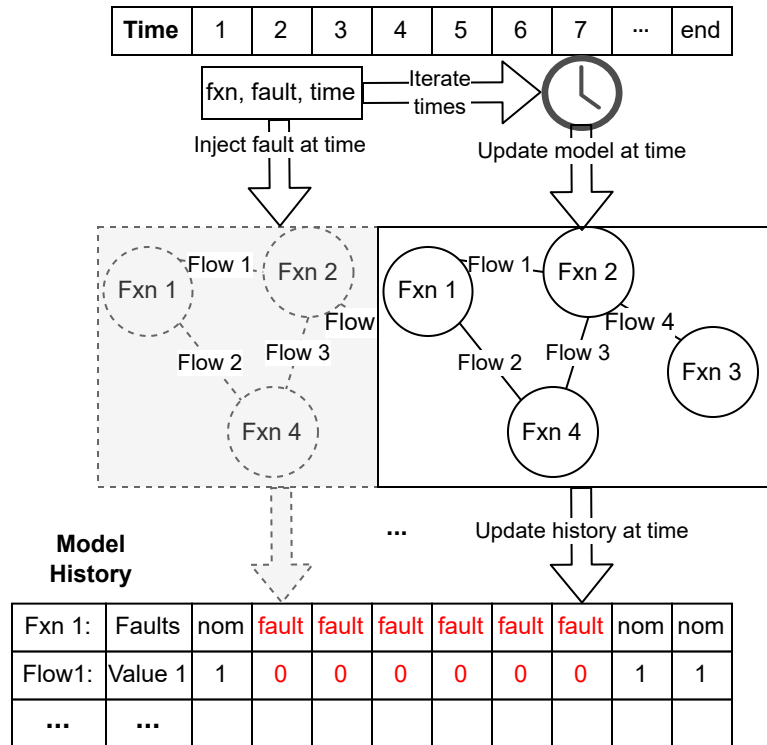 Time 1 2 3 4 5 6 7 ... end
fxn, fault, time
Iterate
times
Inject fault at time
Update model at time
Flow 1
Fxn 1
Fxn 2
Flow
Flow 2
Flow 3
Fxn 4
Flow 1
Fxn 1
Fxn 2
Flow 4
Flow 2
Flow 3
Fxn 3
Fxn 4
...
Update history at time
Model
History
Fxn 1: Faults nom fault fault fault fault fault fault nom nom
Flow1: Value 1 1 0 0 0 0 0 0 1 1
... ...